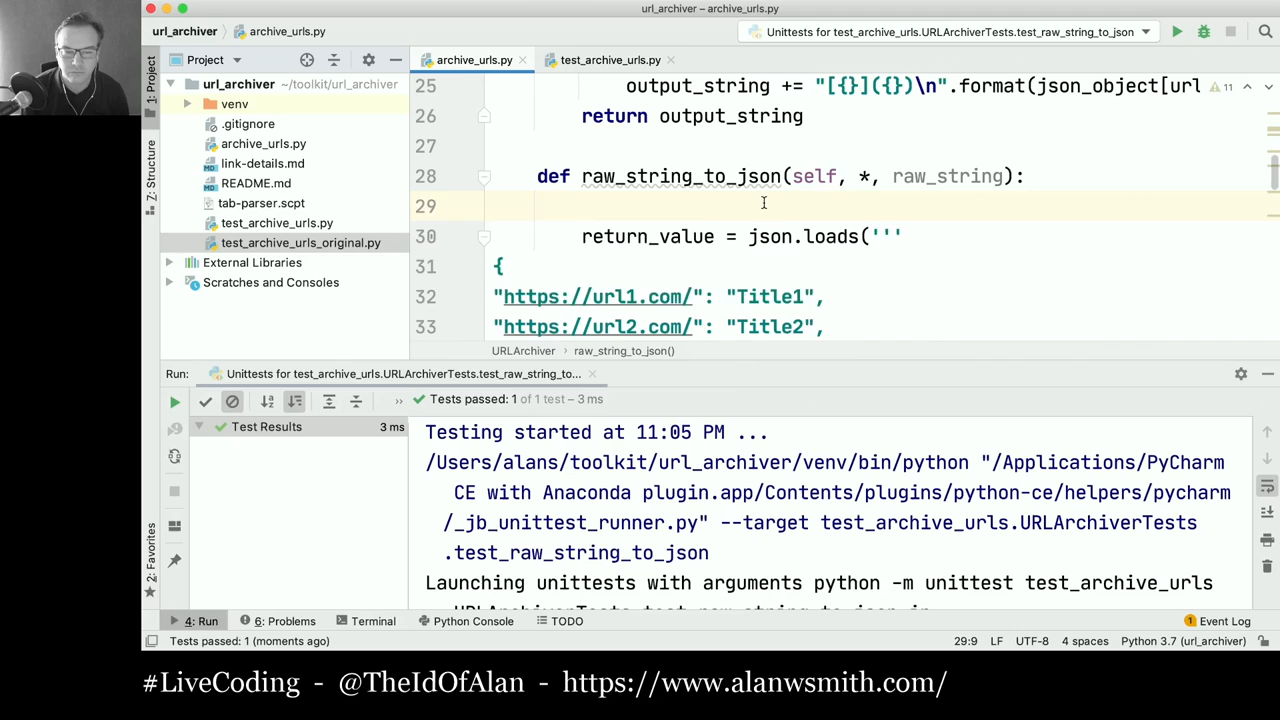 url_archiver – archive_urls.py
url_archiver
archive_urls.py
Unittests for test_archive_urls.URLArchiverTests.test_raw_string_to_json
1: Project
Project
archive_urls.py
test_archive_urls.py
url_archiver ~/toolkit/url_archiver
venv
.gitignore
archive_urls.py
link-details.md
README.md
tab-parser.scpt
test_archive_urls.py
test_archive_urls_original.py
External Libraries
Scratches and Consoles
Z: Structure
2: Favorites
25 output_string += "[{}]({})\n".format(json_object[url
11
26 return output_string
27
28 def raw_string_to_json(self, *, raw_string):
29
30 return_value = json.loads('''
31 {
32 "https://url1.com/": "Title1",
33 "https://url2.com/": "Title2",
URLArchiver
raw_string_to_json()
Run:
Unittests for test_archive_urls.URLArchiverTests.test_raw_string_to...
Tests passed: 1 of 1 test – 3 ms
Test Results 3 ms
Testing started at 11:05 PM ...
/Users/alans/toolkit/url_archiver/venv/bin/python "/Applications/PyCharm
CE with Anaconda plugin.app/Contents/plugins/python-ce/helpers/pycharm
/_jb_unittest_runner.py" --target test_archive_urls.URLArchiverTests
.test_raw_string_to_json
Launching unittests with arguments python -m unittest test_archive_urls
4: Run
6: Problems
Terminal
Python Console
TODO
1 Event Log
Tests passed: 1 (moments ago)
29:9 LF UTF-8 4 spaces Python 3.7 (url_archiver)
#LiveCoding - @TheIdOfAlan - https://www.alanwsmith.com/